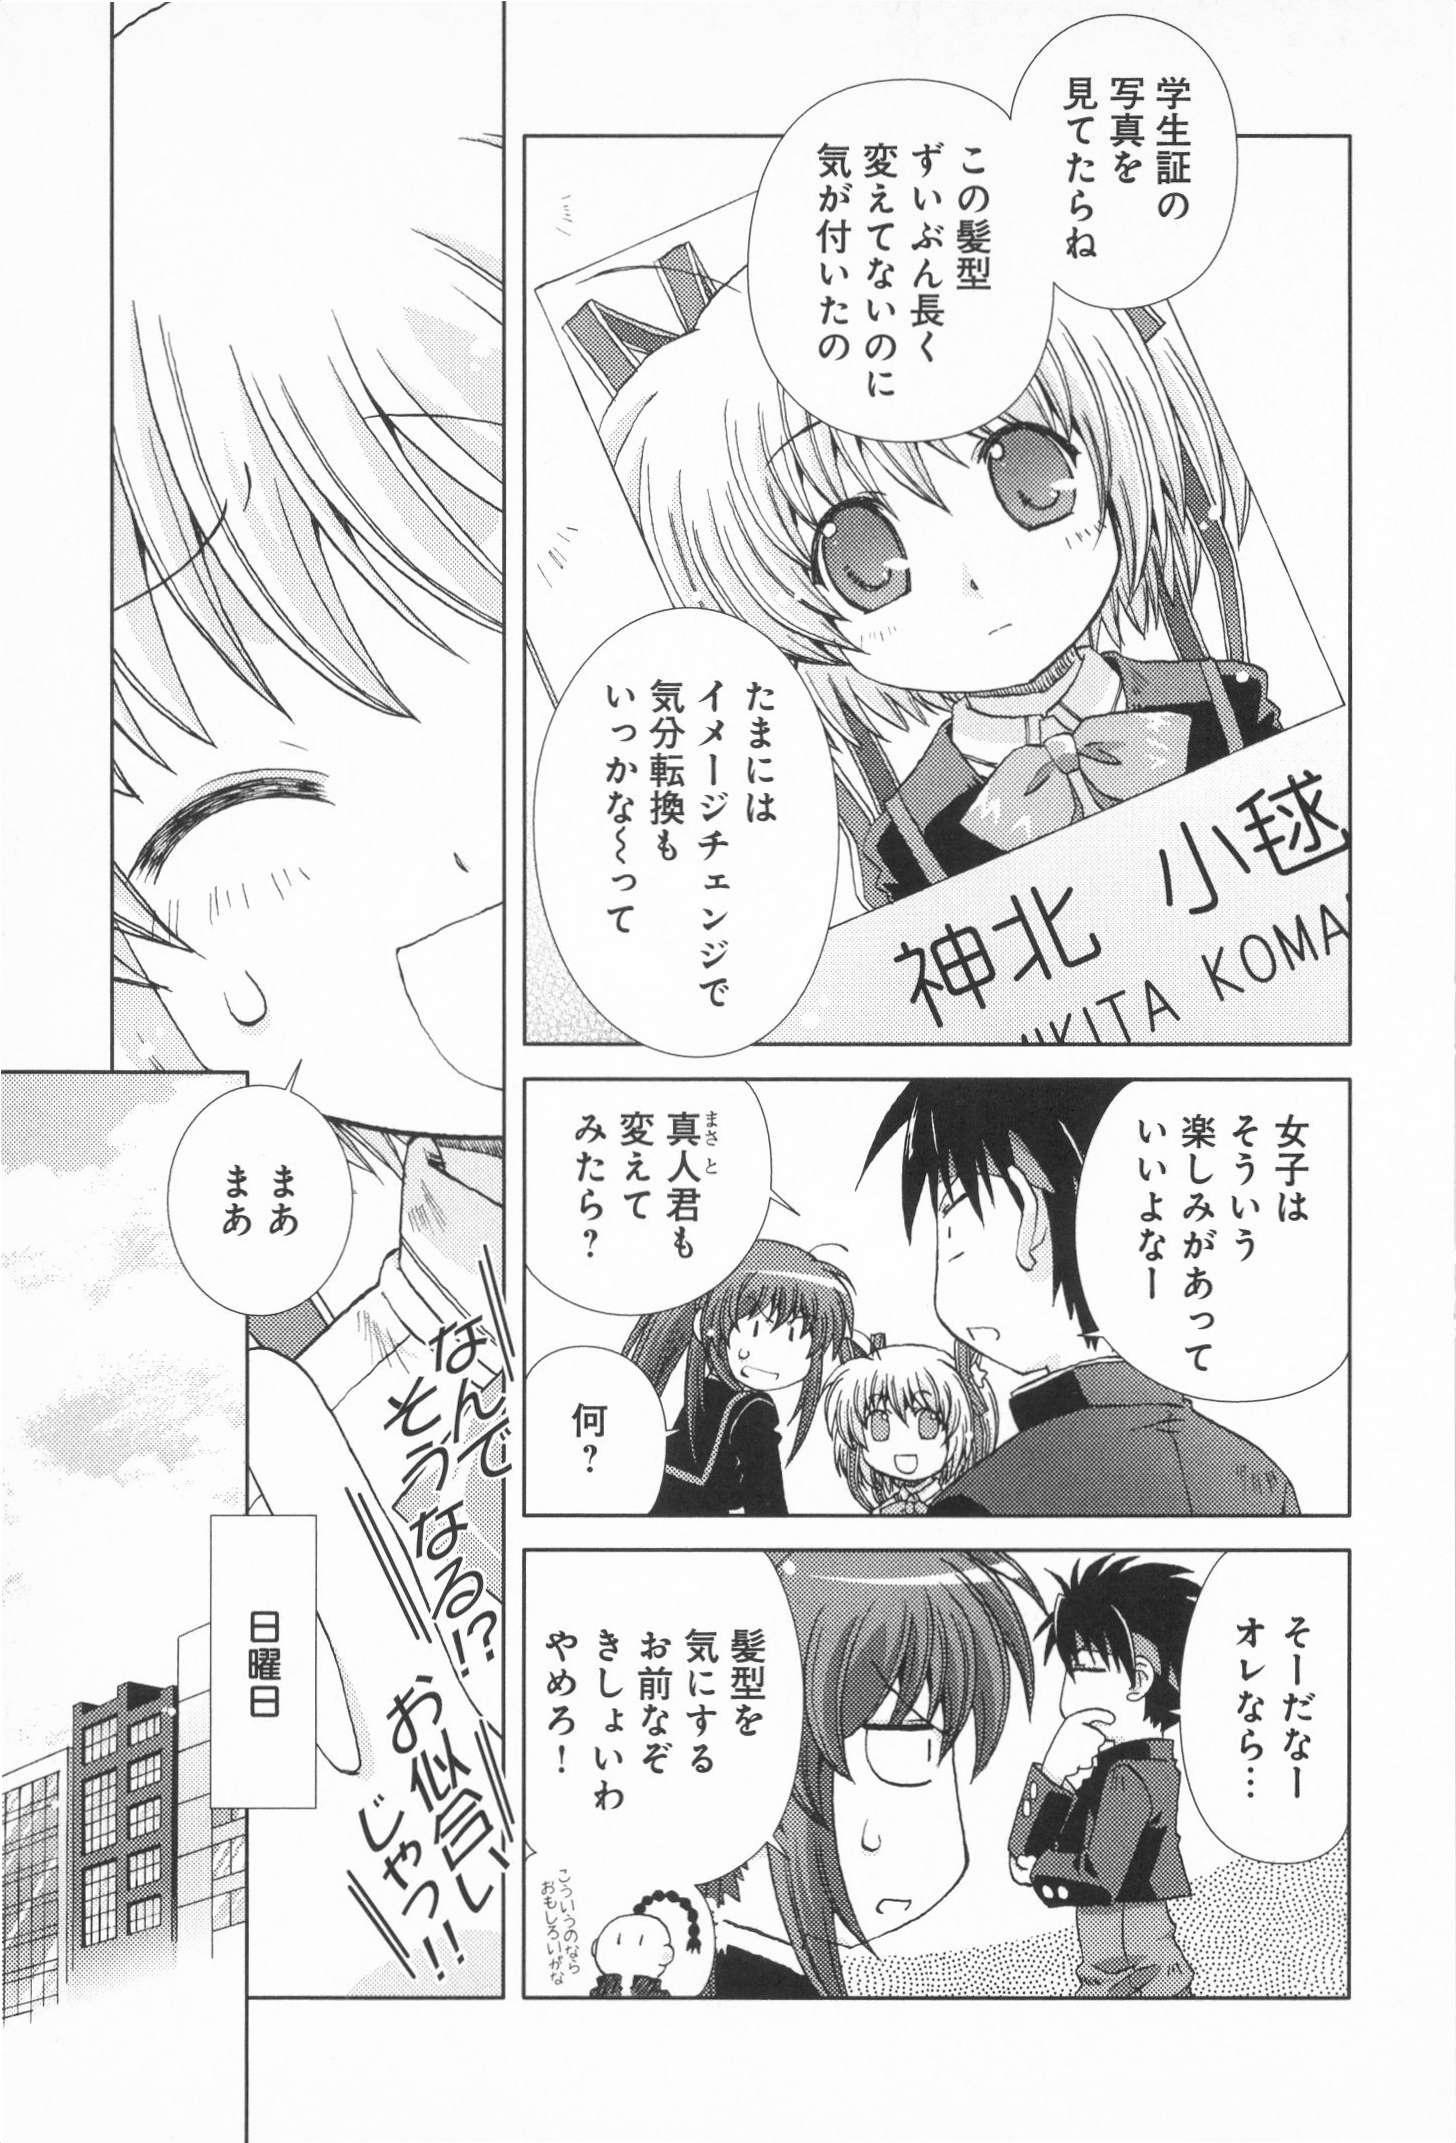 学生証の
写真を
見てたらね
この髪型
ずいぶん長く
変えてないのに
気が付いたの
たまには
イメージチェンジで
気分転換も
いっかな〜って
神北 小毬
IKITA KOMA
女子は
そういう
楽しみがあって
いいよなー
真人君も
まさと
変えて
みたら?
何?
そーだなー
オレなら…
髪型を
気にする
お前なぞ
きしょいわ
やめろ!
こういうのなら
おもしろいがな
まあ
まあ
なんで
そうなる!?
お似合い
じゃっ!!
日曜日